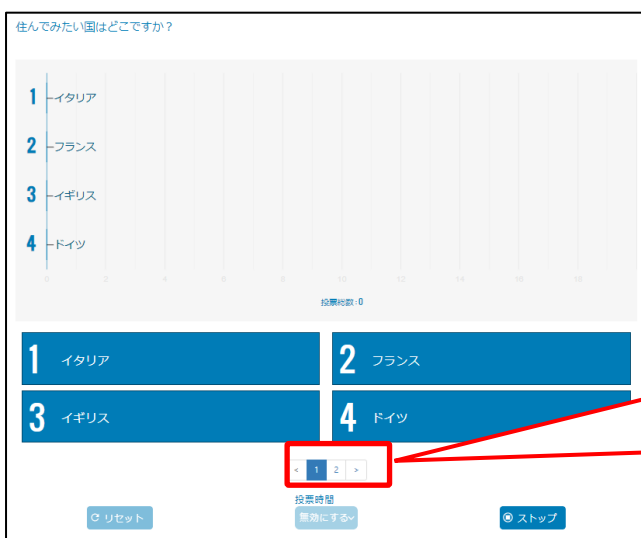 住んでみたい国はどこですか？
1 イタリア
2 フランス
3 イギリス
4 ドイツ
0 2 4 6 8 10 12 14 16 18
投票総数:0
1 イタリア
2 フランス
3 イギリス
4 ドイツ
< 1 2 >
投票時間
リセット
無効にする
ストップ